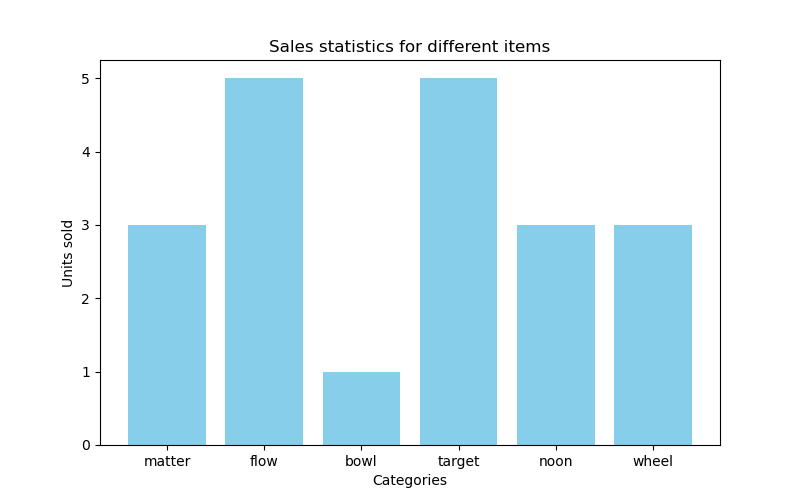 Sales statistics for different items
Units sold
5
4
3
2
1
0
matter flow bowl target noon wheel
Categories